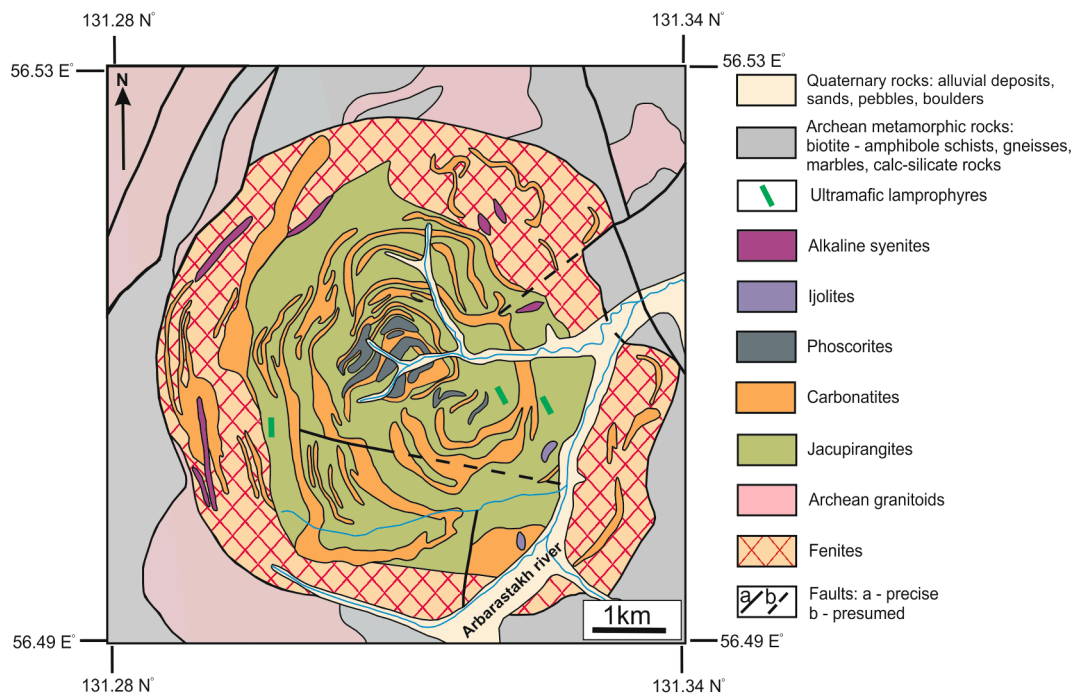 131.28 N°
131.34 N°
56.53 E°
56.53 E°
N
Quaternary rocks: alluvial deposits,
sands, pebbles, boulders
Archean metamorphic rocks:
biotite - amphibole schists, gneisses,
marbles, calc-silicate rocks
Ultramafic lamprophyres
Alkaline syenites
Ijolites
Phoscorites
Carbonatites
Jacupirangites
Archean granitoids
Fenites
a b
Faults: a - precise
b - presumed
Arbarastakh river
1km
56.49 E°
56.49 E°
131.28 N°
131.34 N°